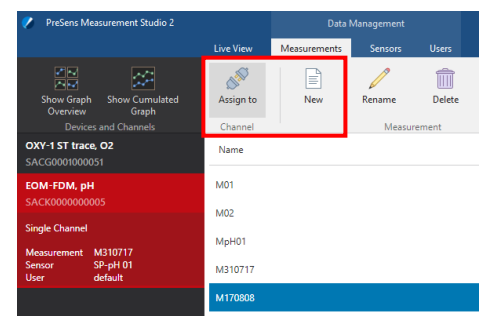 PreSens Measurement Studio 2
Data Management
Live View Measurements Sensors Users
Show Graph Overview
Show Cumulated Graph
Assign to
New
Rename
Delete
Devices and Channels
Channel
Measurement
OXY-1 ST trace, O2
SACG0001000051
EOM-FDM, pH
SACK0000000005
Single Channel
Measurement M310717
Sensor SP-pH 01
User default
Name
M01
M02
MpH01
M310717
M170808